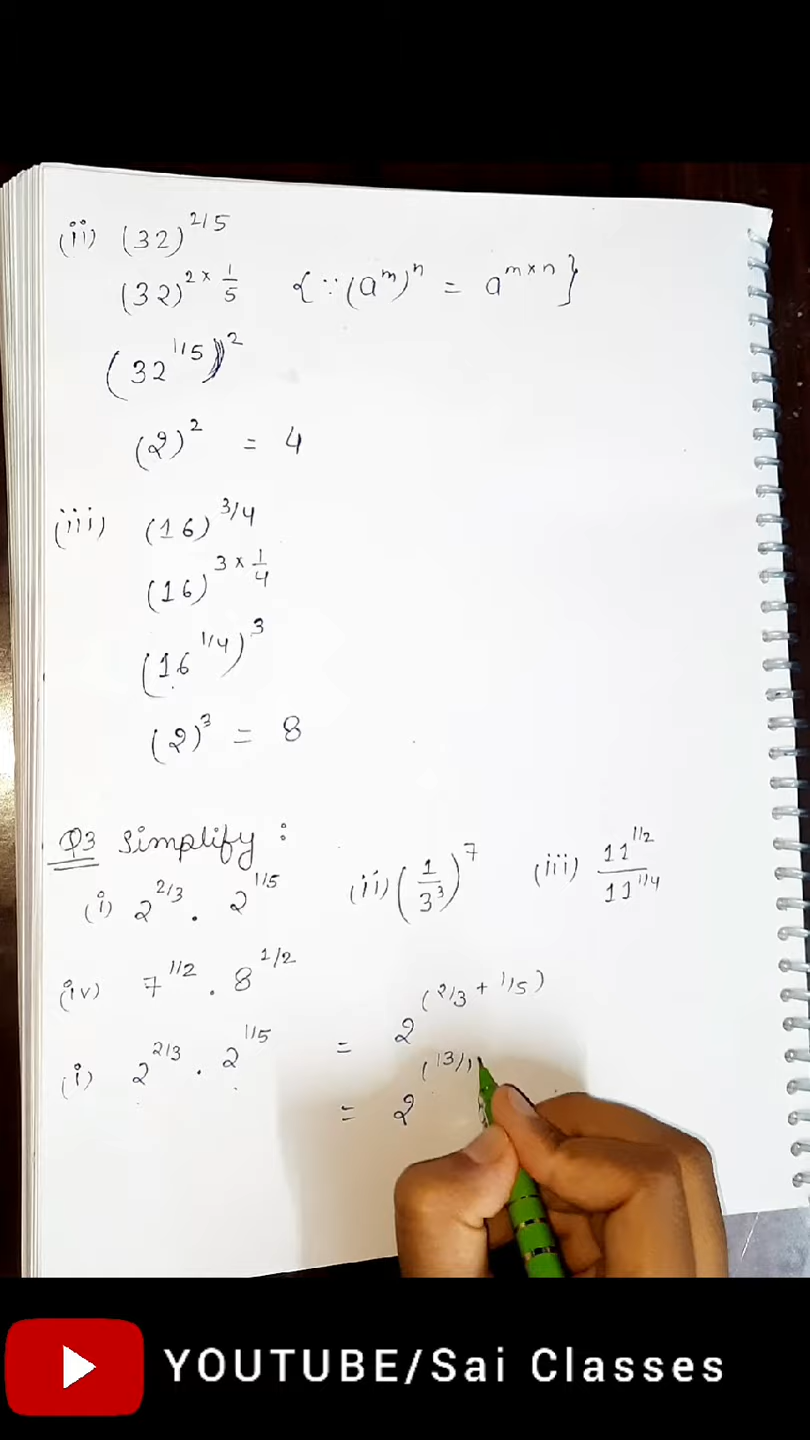 (ii) (32)^2/5
(32)^2×1/5 {∵(a^m)^n = a^m×n}
(32^1/5)^2
(2)^2 = 4
(iii) (16)^3/4
(16)^3×1/4
(16^1/4)^3
(2)^3 = 8
Q3 Simplify:
(i) 2^2/3 . 2^1/5 (ii) (1/3^3)^7 (iii) 11^1/2 / 11^1/4
(iv) 7^1/2 . 8^1/2
(i) 2^2/3 . 2^1/5 = 2^(2/3 + 1/5)
= 2^(13/1
YOUTUBE/Sai Classes